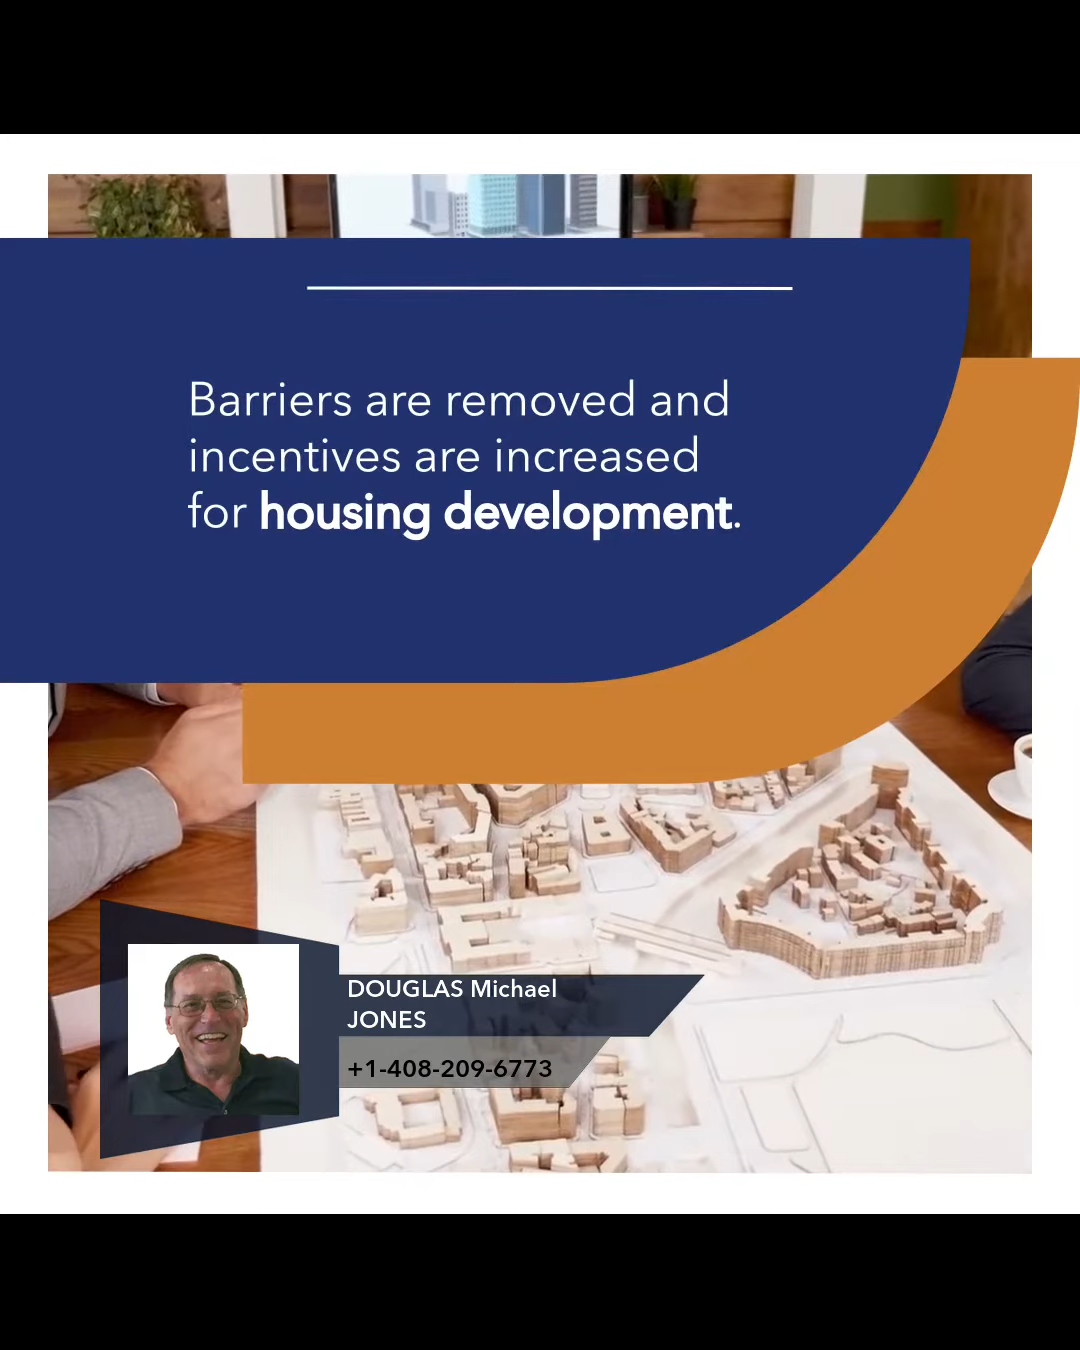 Barriers are removed and
incentives are increased
for housing development.
DOUGLAS Michael
JONES
+1-408-209-6773